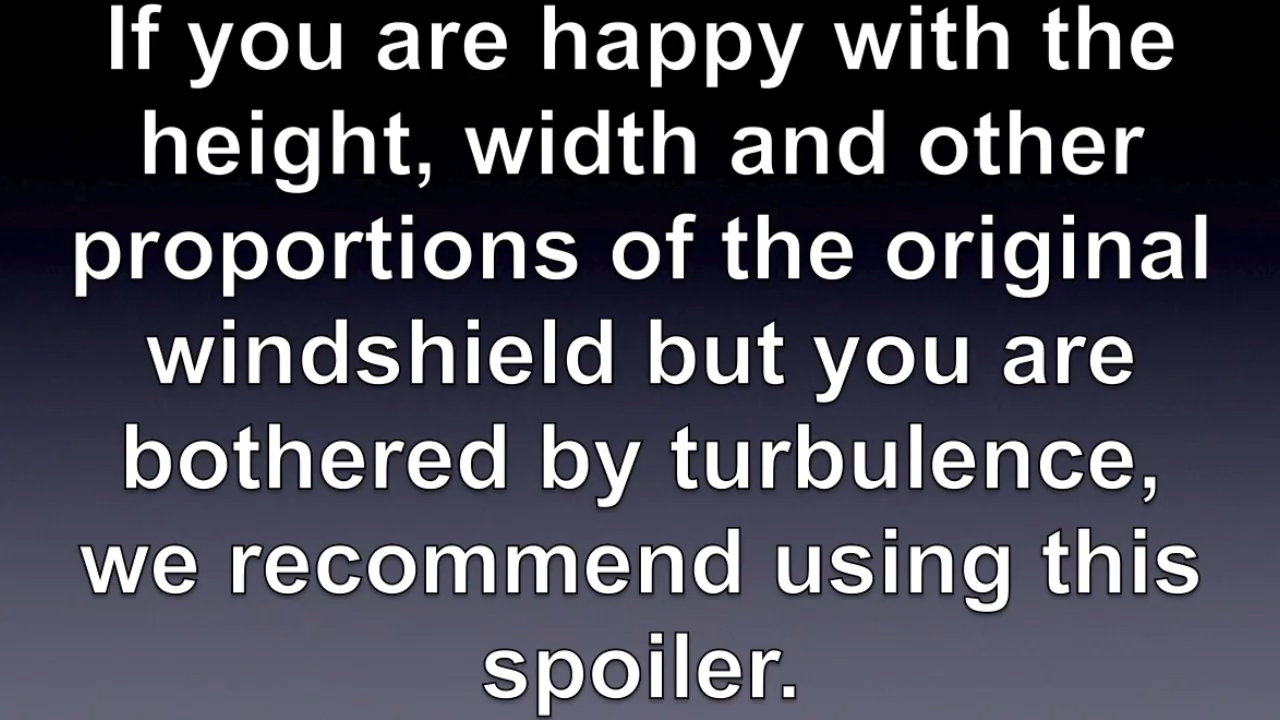 If you are happy with the
height, width and other
proportions of the original
windshield but you are
bothered by turbulence,
we recommend using this
spoiler.